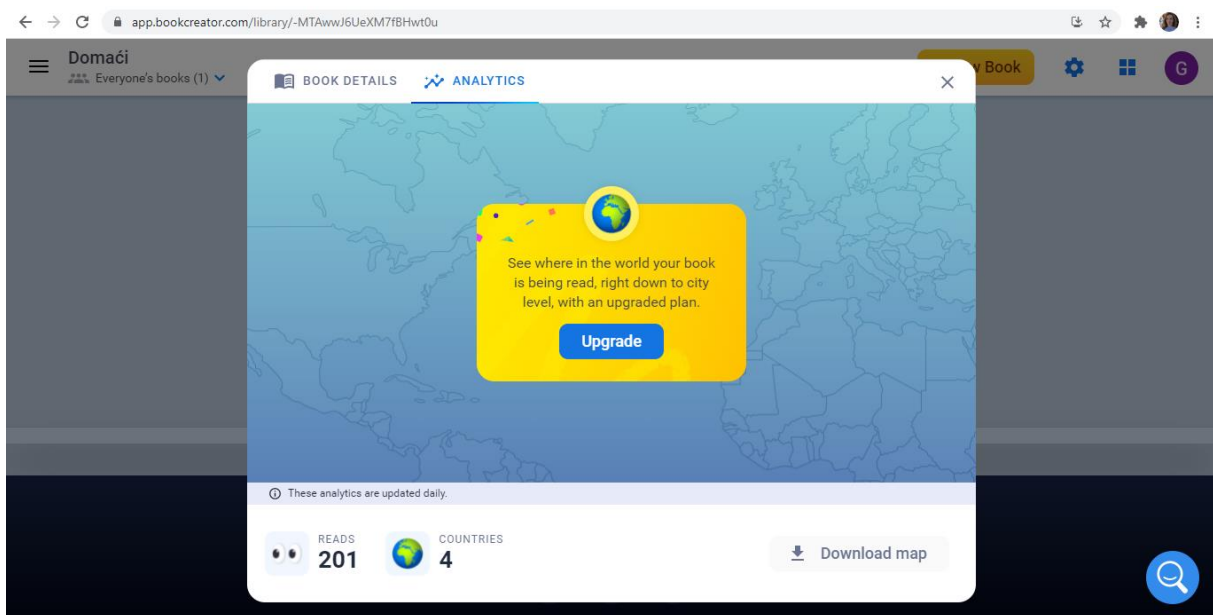 app.bookcreator.com/library/-MTAwwJ6UeXM7fBHwt0u
Domaći
Everyone's books (1)
Book
G
BOOK DETAILS
ANALYTICS
See where in the world your book
is being read, right down to city
level, with an upgraded plan.
Upgrade
These analytics are updated daily.
READS
201
COUNTRIES
4
Download map